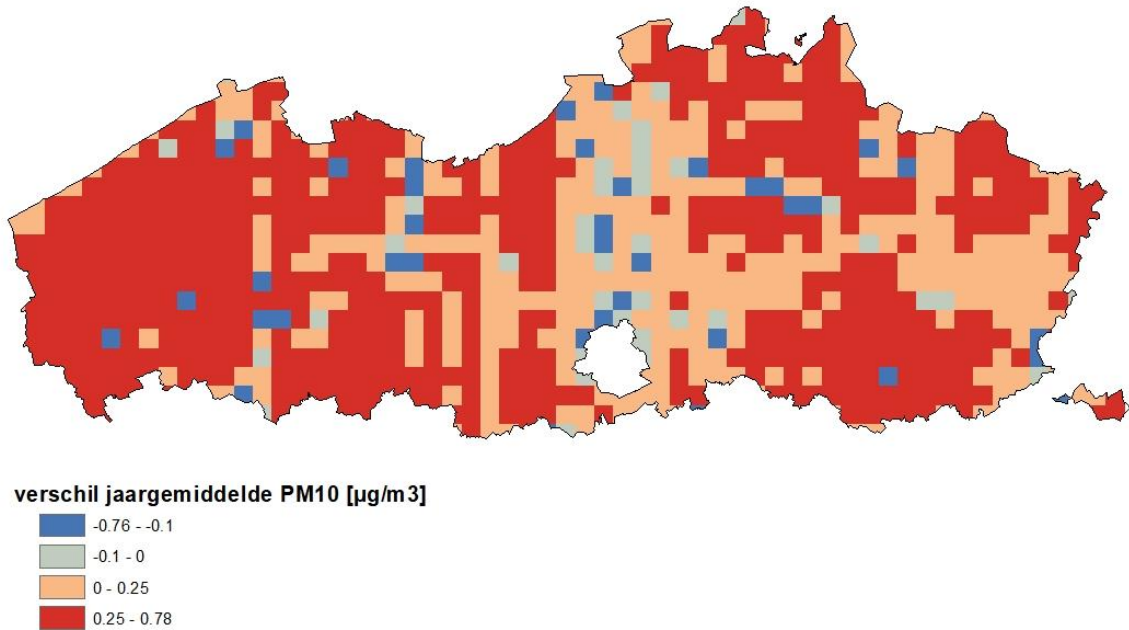 verschil jaargemiddelde PM10 [µg/m3]
-0.76 - -0.1
-0.1 - 0
0 - 0.25
0.25 - 0.78